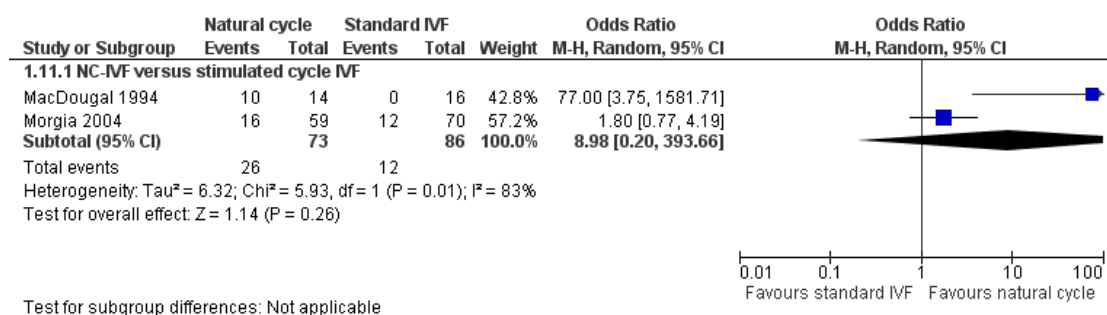 Natural cycle Standard IVF Odds Ratio Odds Ratio
Study or Subgroup Events Total Events Total Weight M-H, Random, 95% CI M-H, Random, 95% CI
1.11.1 NC-IVF versus stimulated cycle IVF
MacDougal 1994 10 14 0 16 42.8% 77.00 [3.75, 1581.71]
Morgia 2004 16 59 12 70 57.2% 1.80 [0.77, 4.19]
Subtotal (95% CI) 73 86 100.0% 8.98 [0.20, 393.66]
Total events 26 12
Heterogeneity: Tau² = 6.32; Chi² = 5.93, df = 1 (P = 0.01); I² = 83%
Test for overall effect: Z = 1.14 (P = 0.26)
0.01 0.1 1 10 100
Favours standard IVF Favours natural cycle
Test for subgroup differences: Not applicable